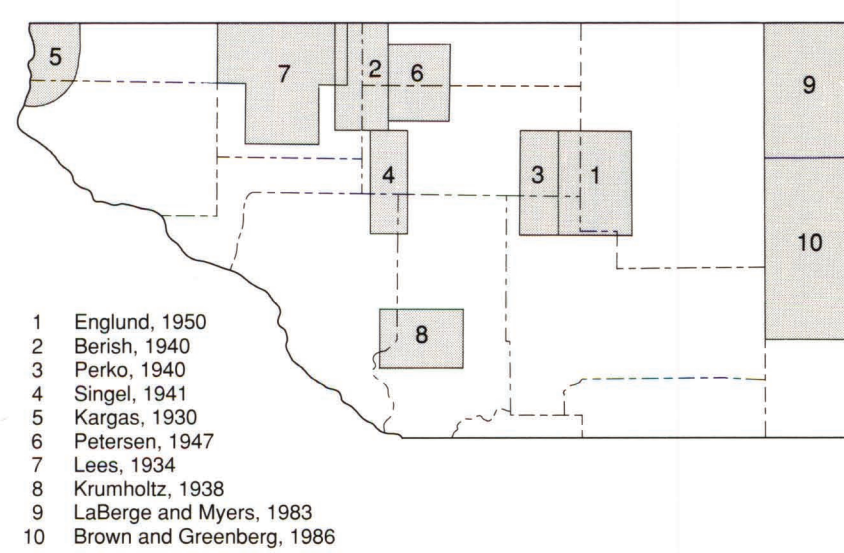 5
7
2
6
9
4
3
1
10
8
1 Englund, 1950
2 Berish, 1940
3 Perko, 1940
4 Singel, 1941
5 Kargas, 1930
6 Petersen, 1947
7 Lees, 1934
8 Krumholtz, 1938
9 LaBerge and Myers, 1983
10 Brown and Greenberg, 1986